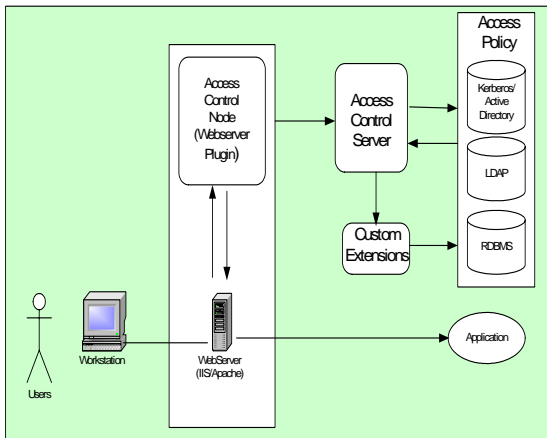 Access
Policy
Kerberos/
Active
Directory
LDAP
RDBMS
Access
Control
Node
(Webserver
Plugin)
Access
Control
Server
Custom
Extensions
Users
Workstation
WebServer
(IIS/Apache)
Application